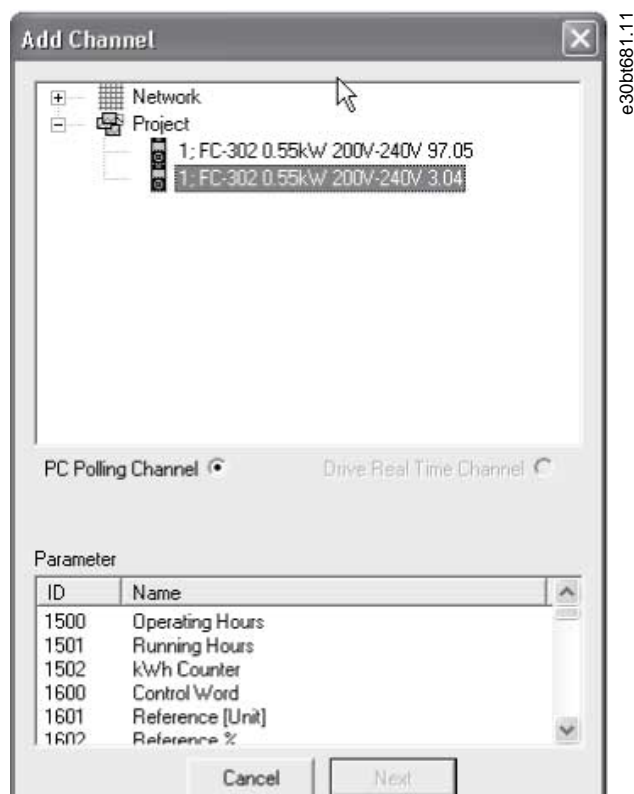 Add Channel
e30bt681.11
Network
Project
1; FC-302 0.55kW 200V-240V 97.05
1; FC-302 0.55kW 200V-240V 3.04
PC Polling Channel
Drive Real Time Channel
Parameter
ID Name
1500 Operating Hours
1501 Running Hours
1502 kWh Counter
1600 Control Word
1601 Reference [Unit]
1602 Reference %
Cancel Next